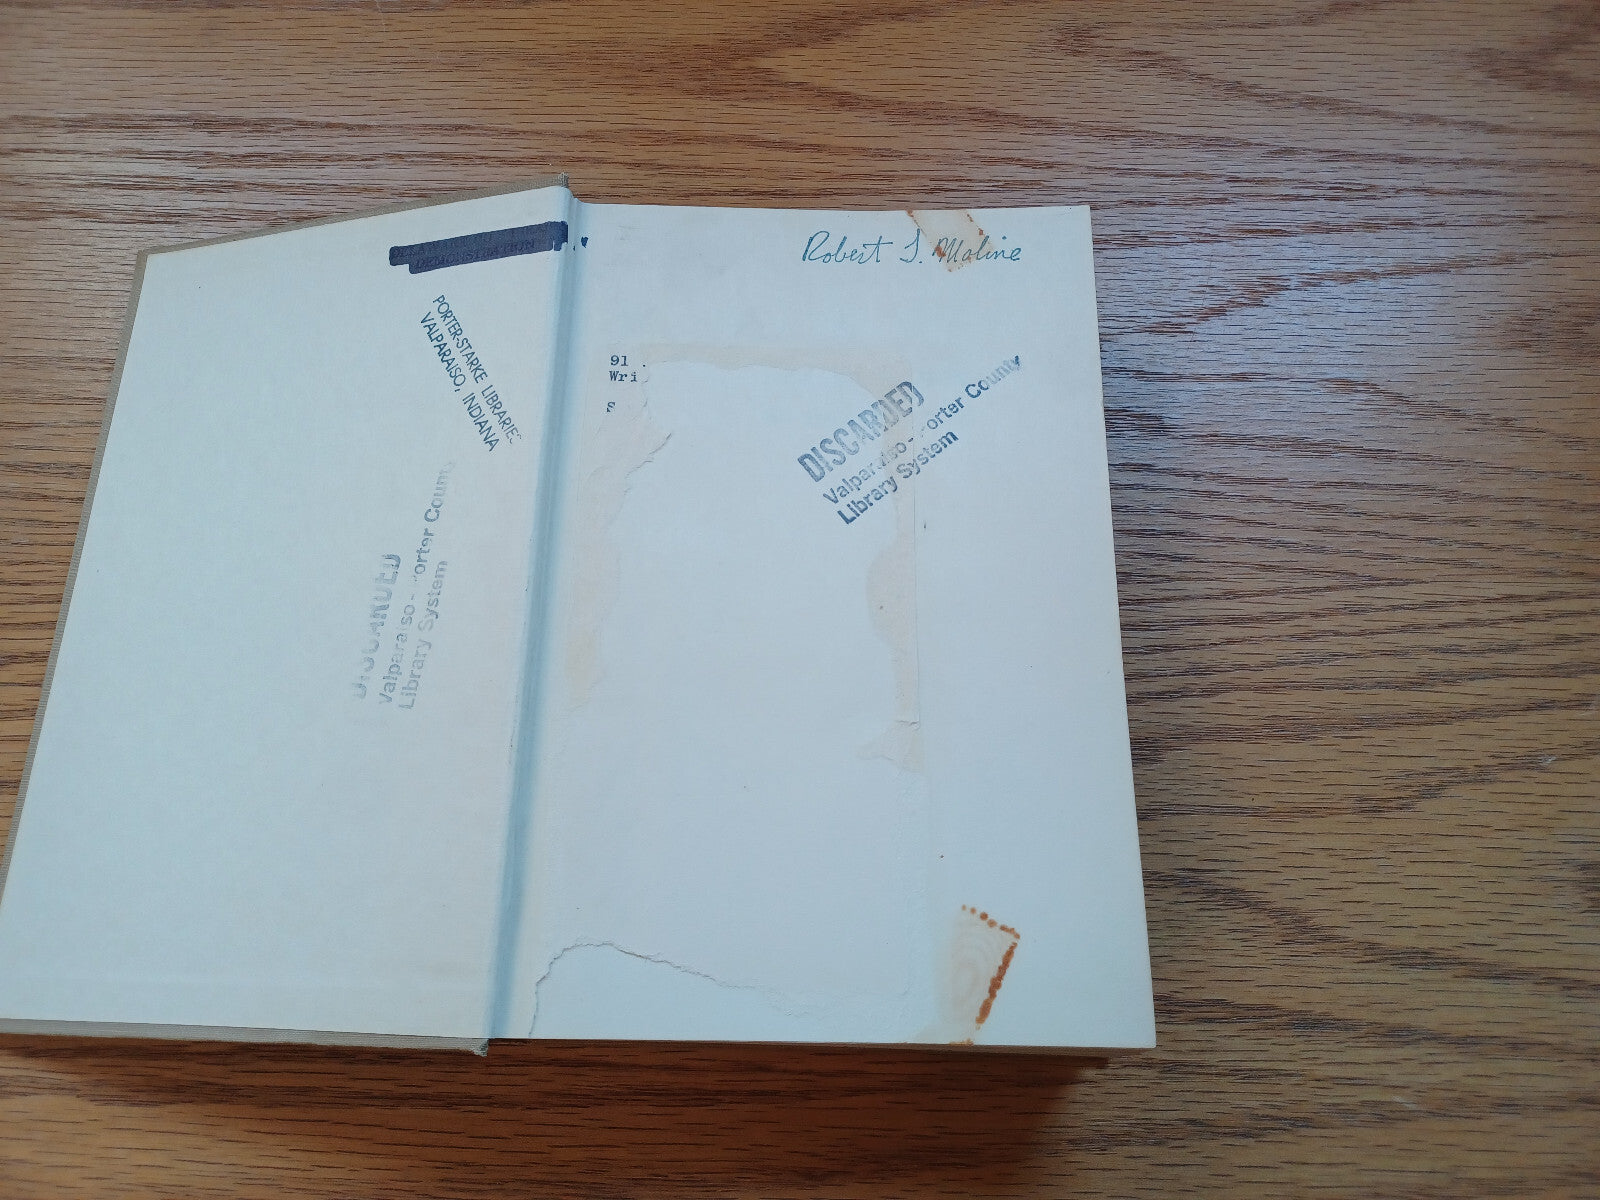 DEMONSTRATION
PORTER-STARKE LIBRARIES
VALPARAISO, INDIANA
DISCARDED
Valparaiso - Porter County
Library System
Robert J. Moline
91
Wri
S
DISCARDED
Valparaiso - Porter County
Library System